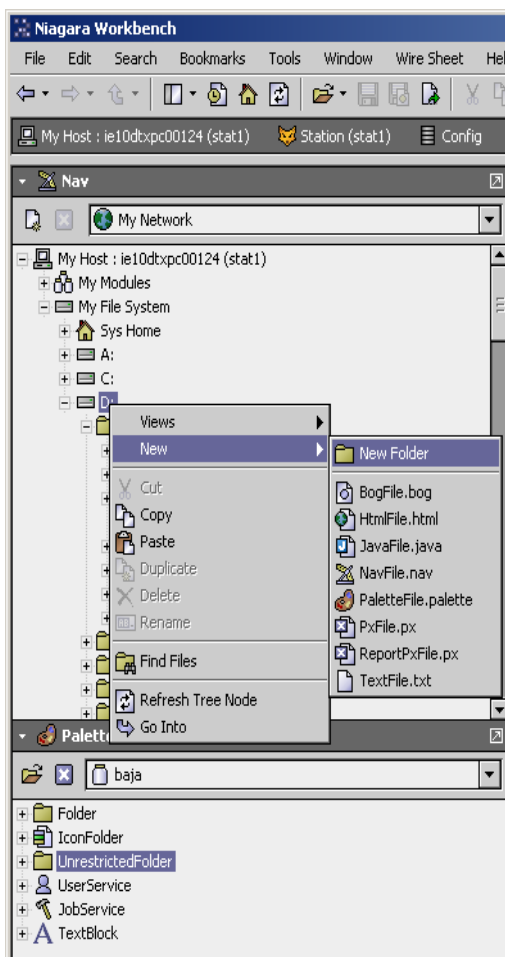 Niagara Workbench
File Edit Search Bookmarks Tools Window Wire Sheet Hel
My Host : ie10dtxpc00124 (stat1) Station (stat1) Config
Nav
My Network
My Host : ie10dtxpc00124 (stat1)
My Modules
My File System
Sys Home
A:
C:
D:
Views
New
Cut
Copy
Paste
Duplicate
Delete
Rename
Find Files
Refresh Tree Node
Go Into
New Folder
BogFile.bog
HtmlFile.html
JavaFile.java
NavFile.nav
PaletteFile.palette
PxFile.px
ReportPxFile.px
TextFile.txt
Palett
baja
Folder
IconFolder
UnrestrictedFolder
UserService
JobService
TextBlock